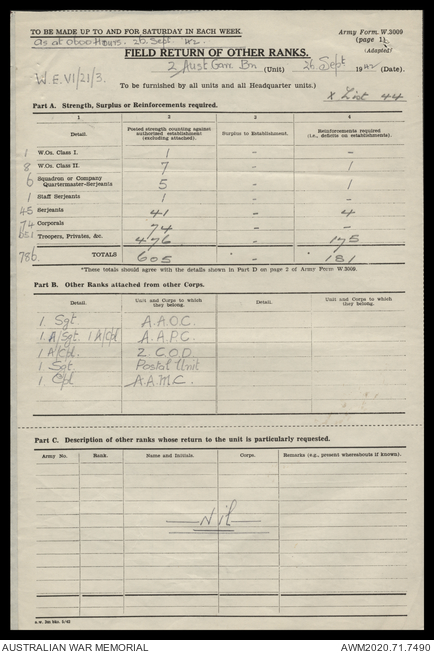 TO BE MADE UP TO AND FOR SATURDAY IN EACH WEEK.
Army Form W.3009
(page 1)
(Adapted)
As at 0600 Hours. 26. Sept 42.
FIELD RETURN OF OTHER RANKS.
2 Aust Garr Bn (Unit) 26 Sept 1942 (Date).
W.E. VI/21/3.
To be furnished by all units and all Headquarter units.)
X List 44
Part A. Strength, Surplus or Reinforcements required.
1 2 3 4
Detail. Posted strength counting against authorized establishment (excluding attached). Surplus to Establishment. Reinforcements required (i.e., deficits on establishments).
1 W.Os. Class I. - - -
8 W.Os. Class II. 7 - 1
6 Squadron or Company Quartermaster-Serjeants 5 - 1
1 Staff Serjeants 1 - -
45 Serjeants 41 - 4
74 Corporals 74 - -
651 Troopers, Privates, &c. 476 - 175
786. 605 - 181
*These totals should agree with the details shown in Part D on page 2 of Army Form W.3009.
Part B. Other Ranks attached from other Corps.
Detail. Unit and Corps to which they belong. Detail. Unit and Corps to which they belong.
1. Sgt A.A.O.C.
1. A/Sgt. 1 A/Cpl A.A.P.C.
1 A/Cpl. 2 C.O.D.
1. Sgt. Postal Unit
1 Cpl A.A.M.C.
Part C. Description of other ranks whose return to the unit is particularly requested.
Army No. Rank. Name and Initials. Corps. Remarks (e.g., present whereabouts if known).
Nil
AUSTRALIAN WAR MEMORIAL
AWM2020.71.7490